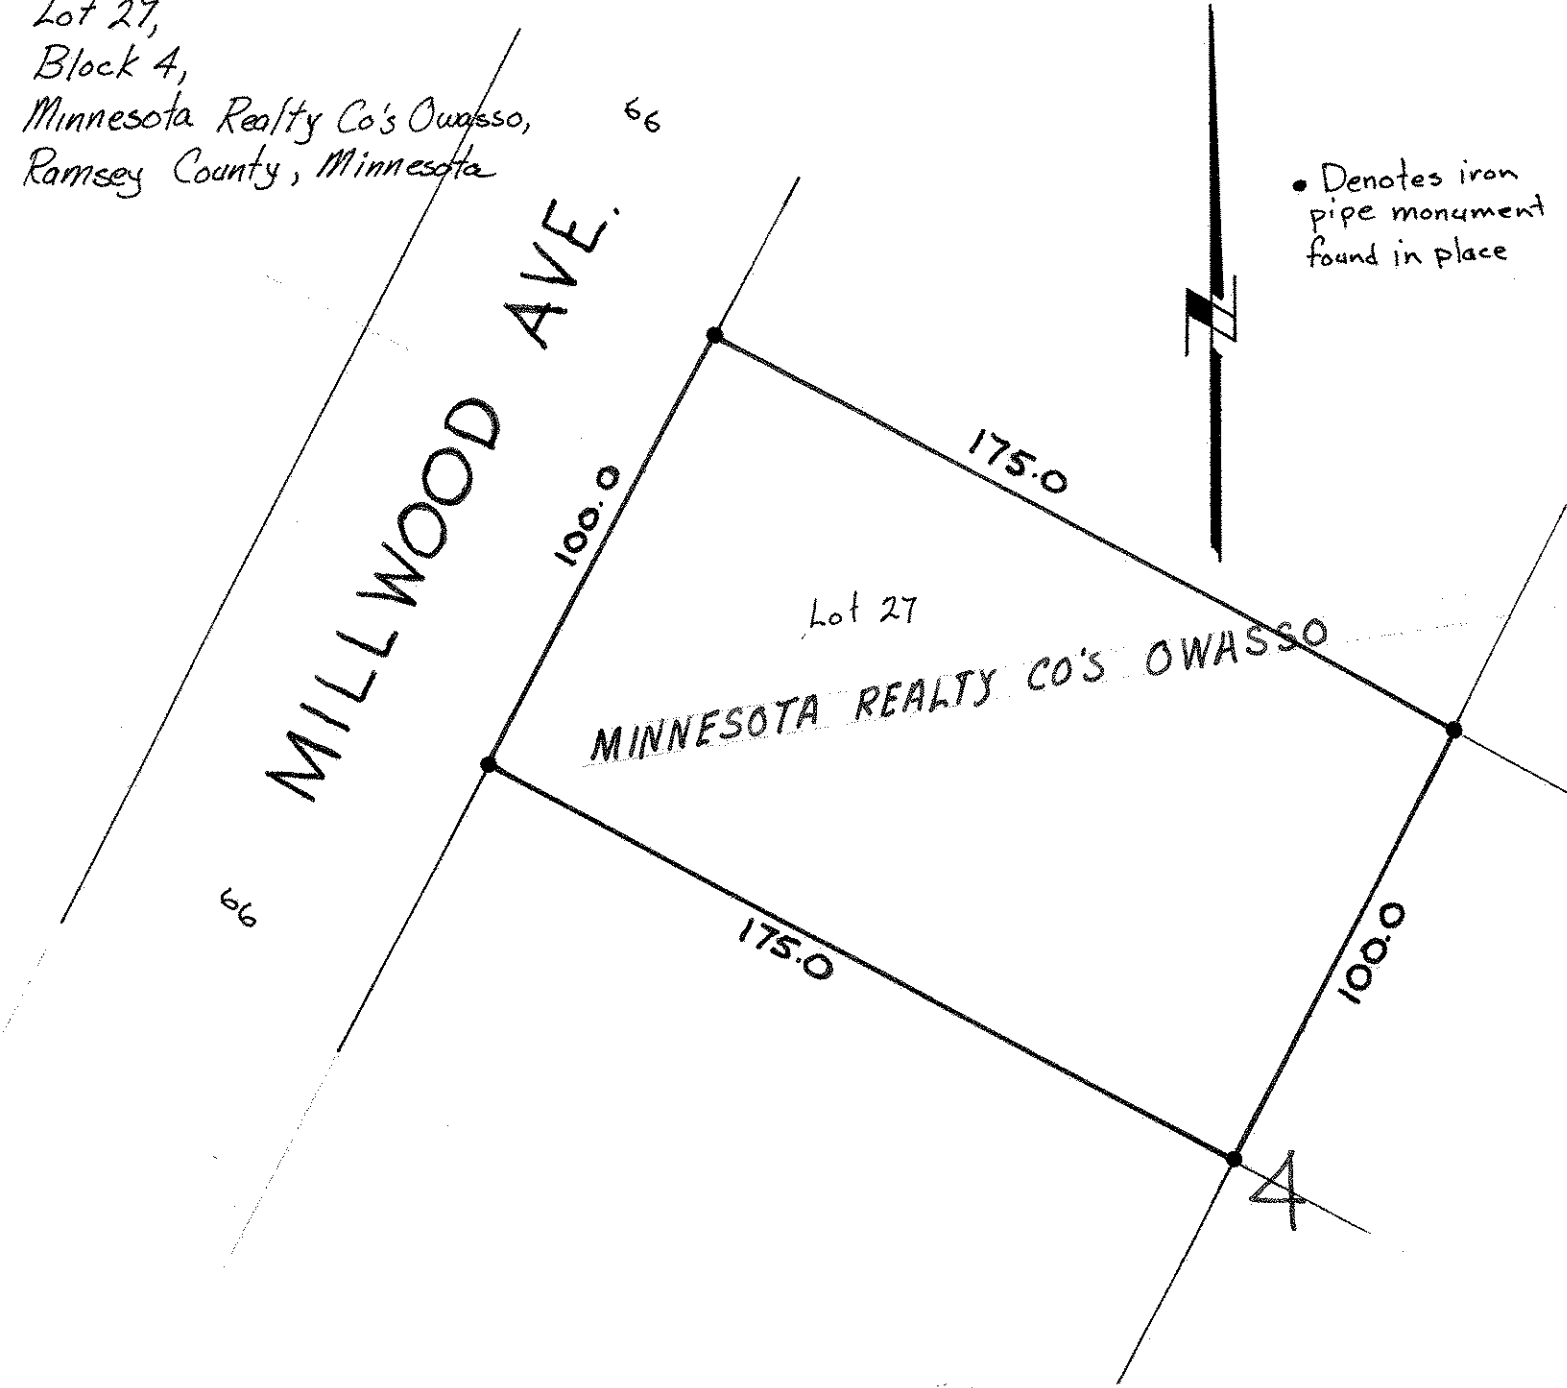 Lot 27,
Block 4,
Minnesota Realty Co's Owasso,
Ramsey County, Minnesota
66
• Denotes iron
pipe monument
found in place
MILLWOOD AVE.
100.0
175.0
Lot 27
MINNESOTA REALTY CO'S OWASSO
66
175.0
100.0
4